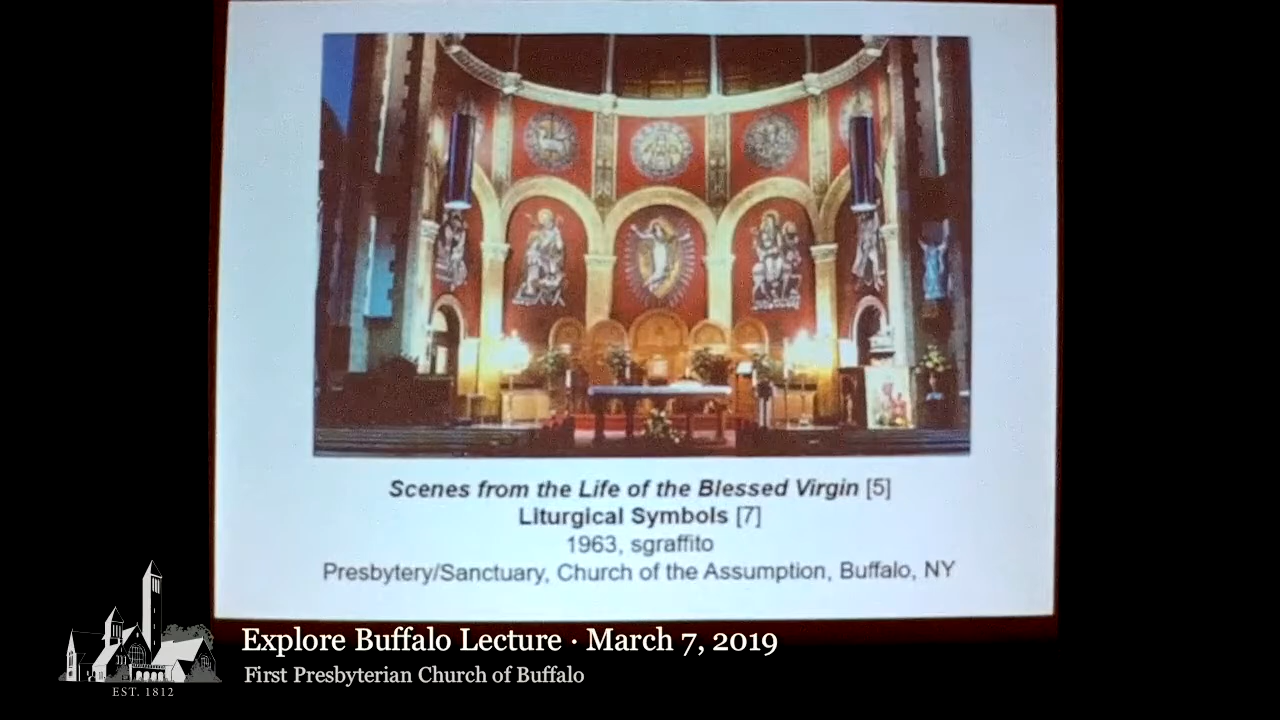 Scenes from the Life of the Blessed Virgin [5]
Liturgical Symbols [7]
1963, sgraffito
Presbytery/Sanctuary, Church of the Assumption, Buffalo, NY
Explore Buffalo Lecture · March 7, 2019
First Presbyterian Church of Buffalo
EST. 1812